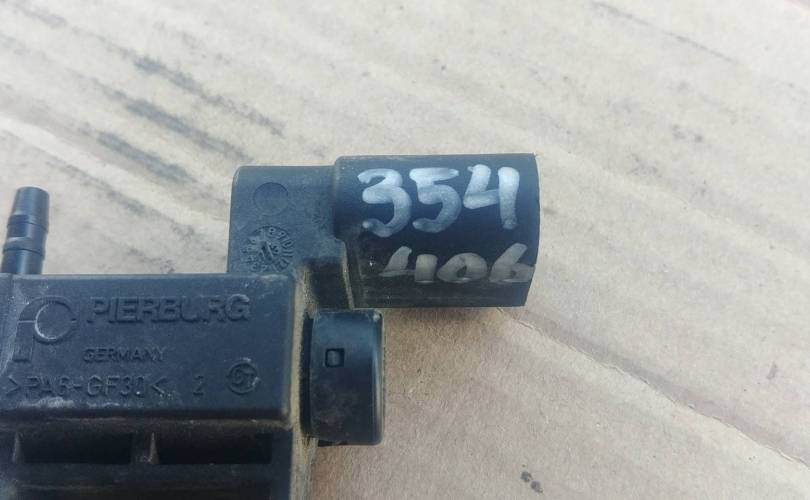 354
406
PIERBURG
GERMANY
>PA6-GF30< 2